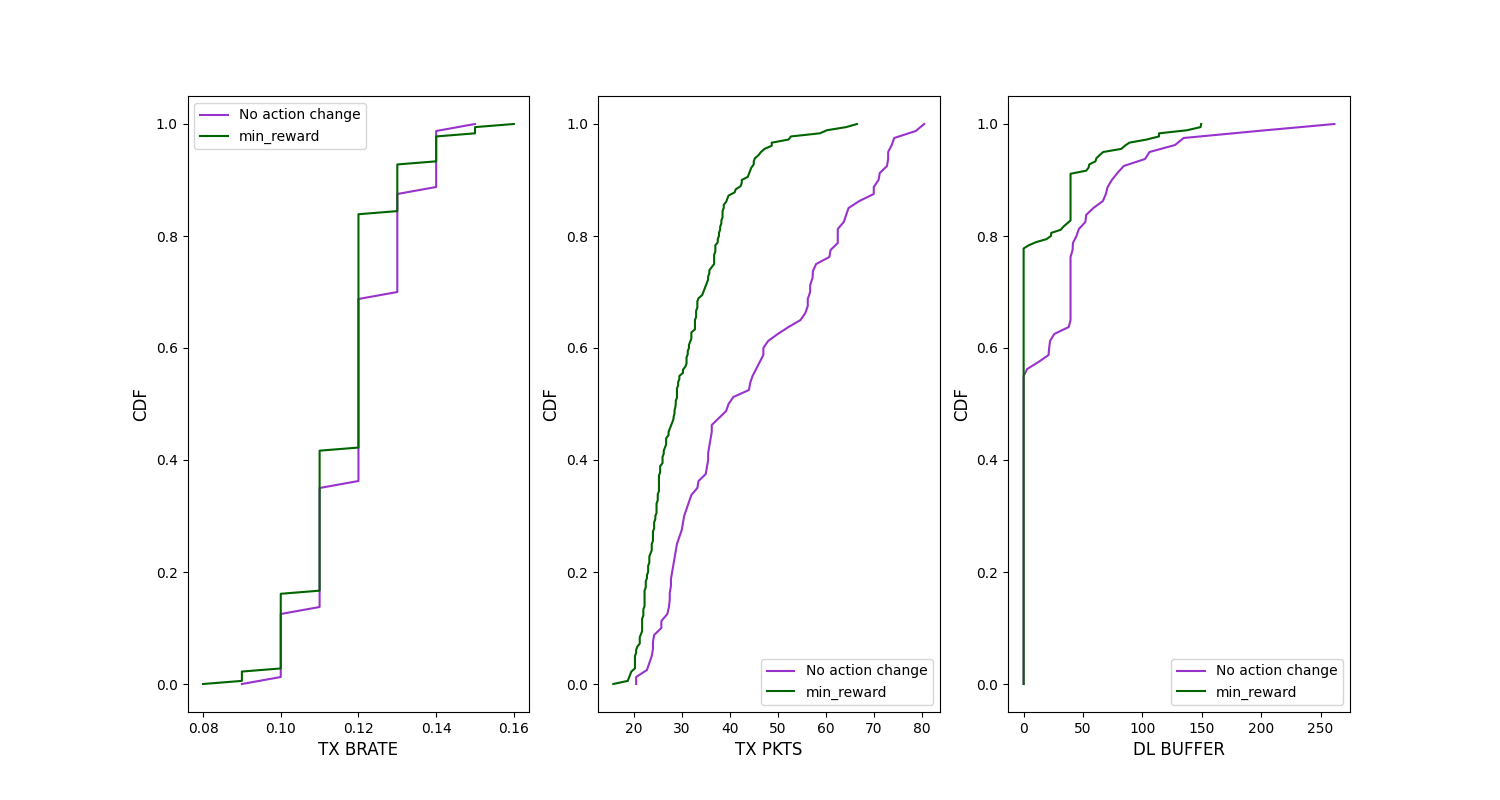 No action change
min_reward
1.0
0.8
0.6
0.4
0.2
0.0
CDF
0.08 0.10 0.12 0.14 0.16
TX BRATE
1.0
0.8
0.6
0.4
0.2
0.0
CDF
No action change
min_reward
20 30 40 50 60 70 80
TX PKTS
1.0
0.8
0.6
0.4
0.2
0.0
CDF
No action change
min_reward
0 50 100 150 200 250
DL BUFFER